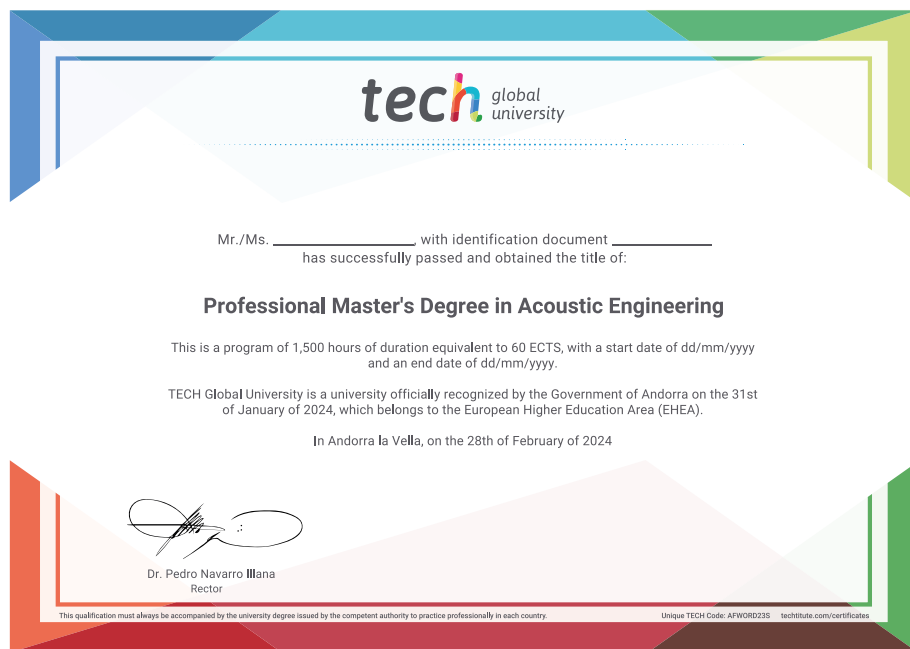 tech global
university
Mr./Ms. ________________, with identification document ____________
has successfully passed and obtained the title of:
Professional Master's Degree in Acoustic Engineering
This is a program of 1,500 hours of duration equivalent to 60 ECTS, with a start date of dd/mm/yyyy
and an end date of dd/mm/yyyy.
TECH Global University is a university officially recognized by the Government of Andorra on the 31st
of January of 2024, which belongs to the European Higher Education Area (EHEA).
In Andorra la Vella, on the 28th of February of 2024
Dr. Pedro Navarro Illana
Rector
This qualification must always be accompanied by the university degree issued by the competent authority to practice professionally in each country.
Unique TECH Code: AFWORD23S techtitute.com/certificates